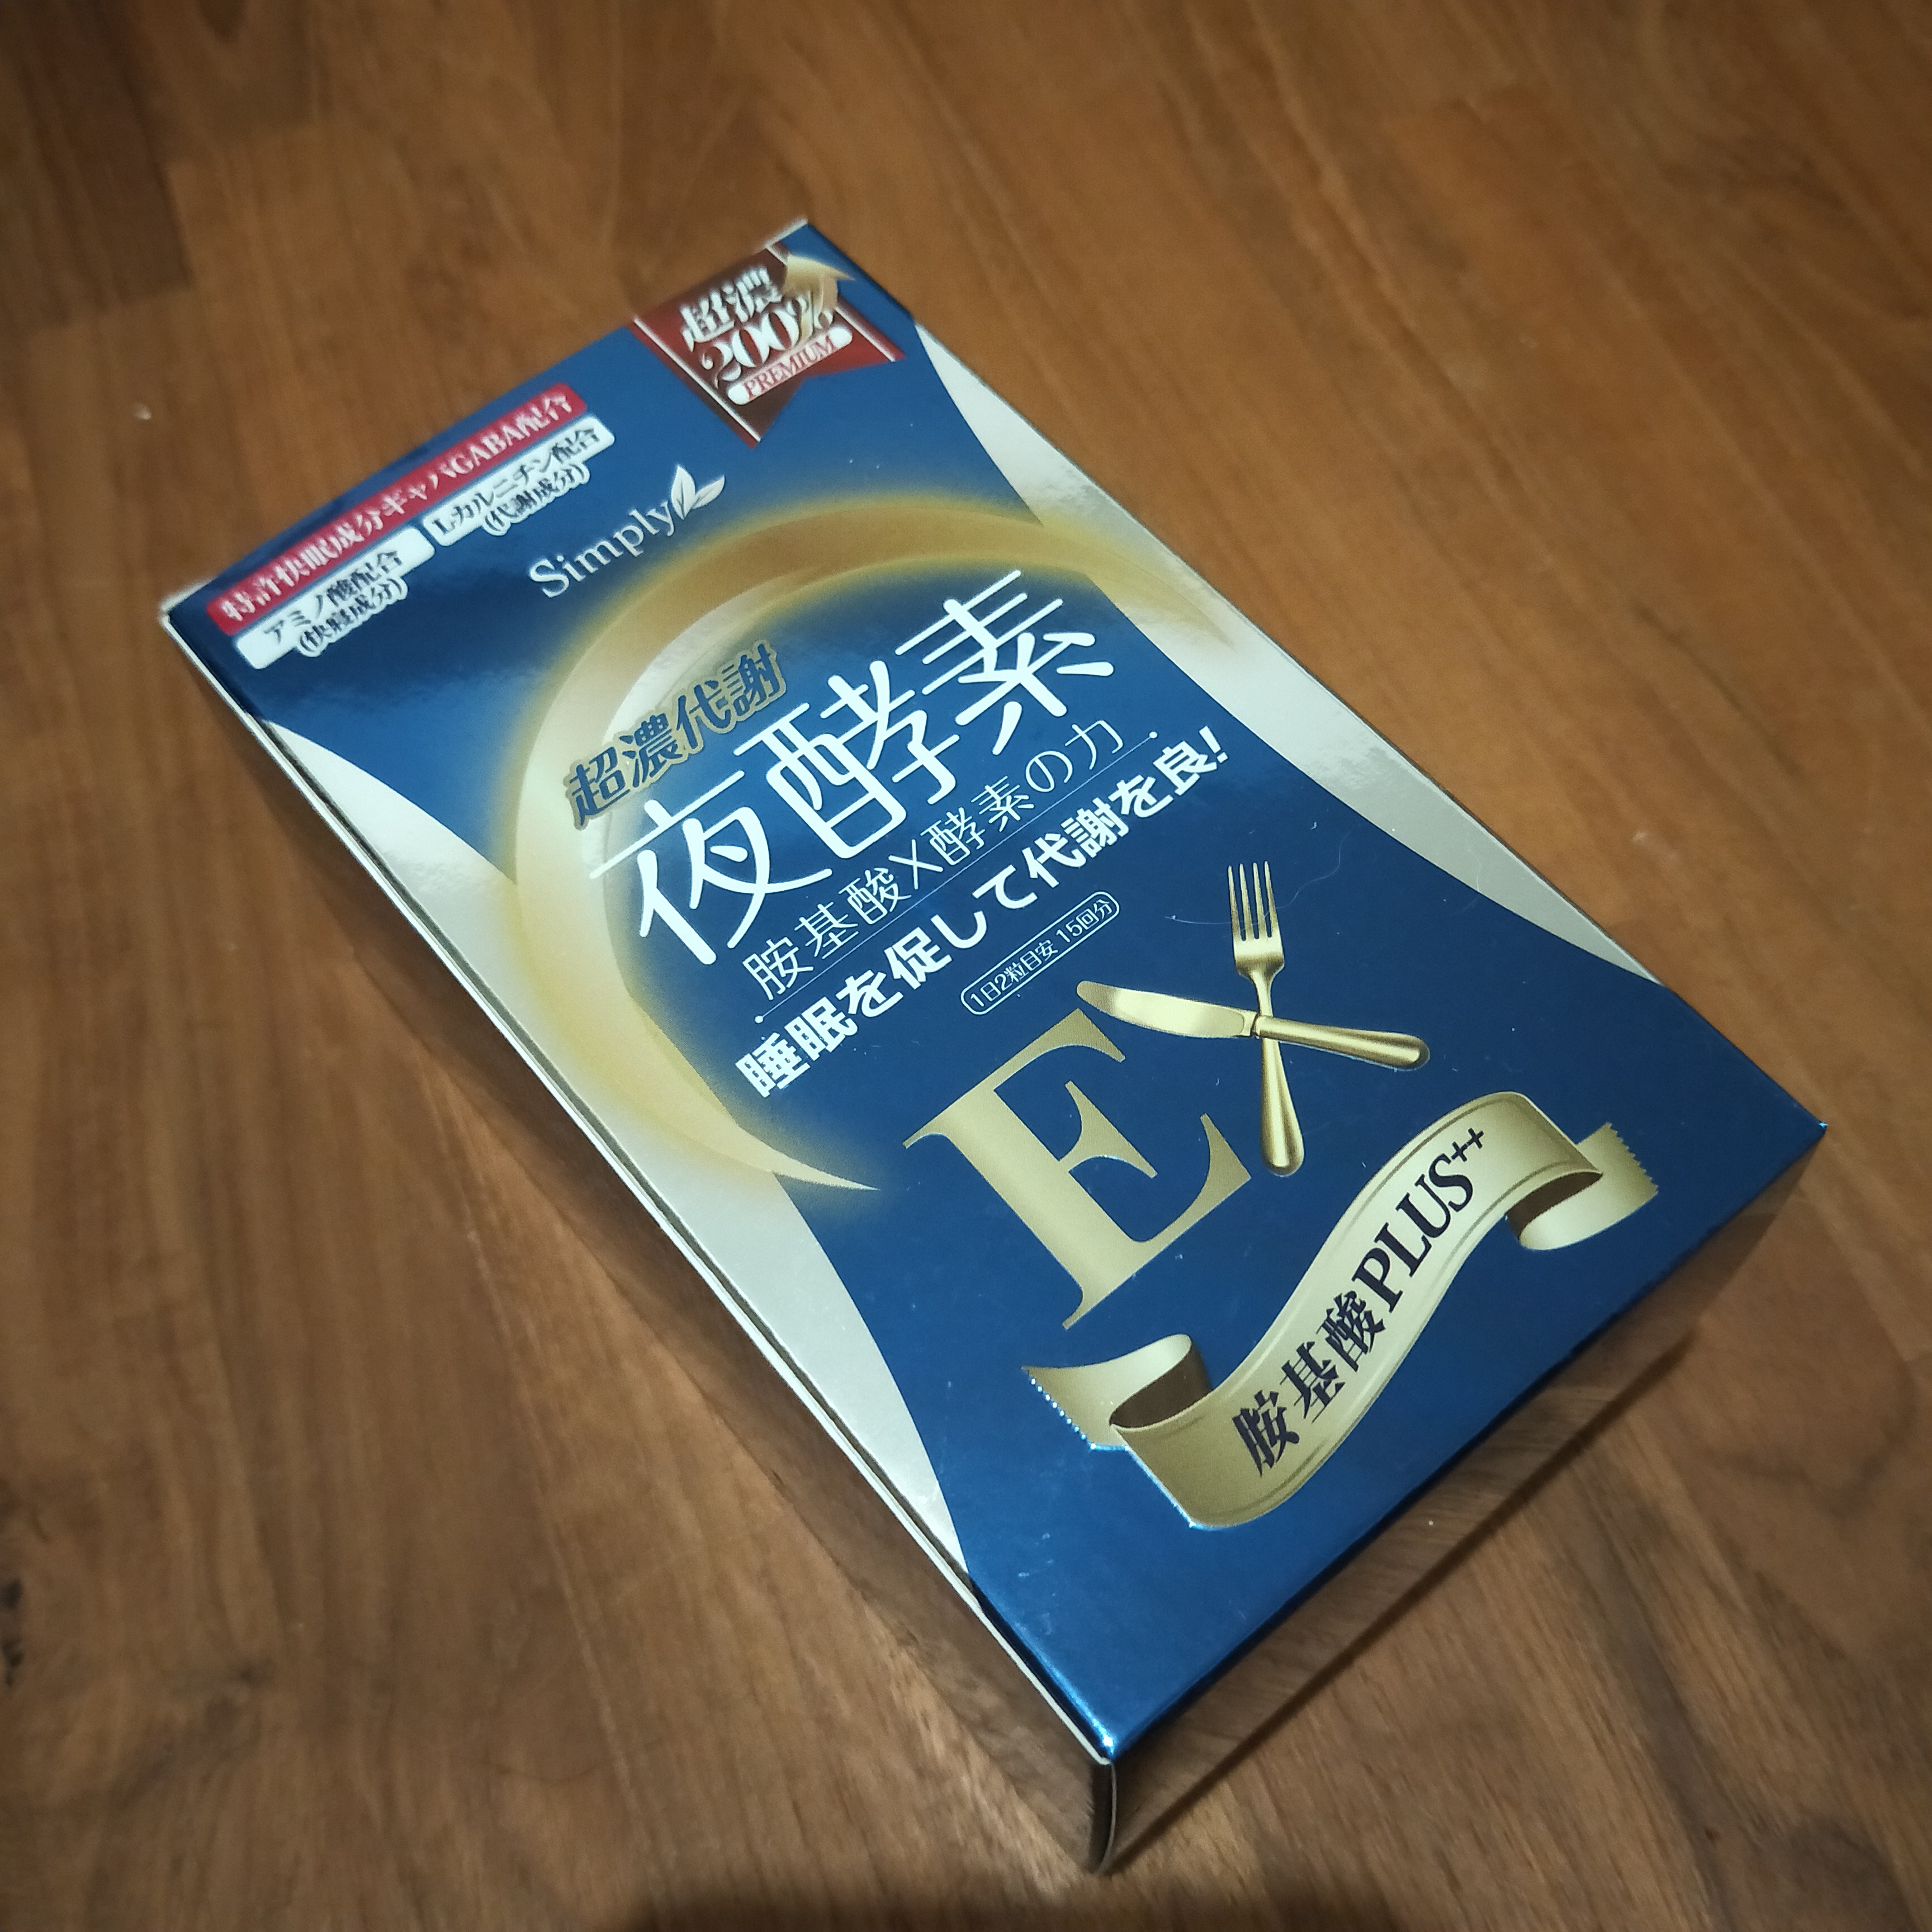 超濃
200%
PREMIUM
特許快眠成分ギャバGABA配合
アミノ酸配合
(快眠成分)
L-カルニチン配合
(代謝成分)
Simply
超濃代謝
夜酵素
胺基酸X酵素の力
睡眠を促して代謝を良!
1日2粒目安 15回分
EX
胺基酸PLUS++